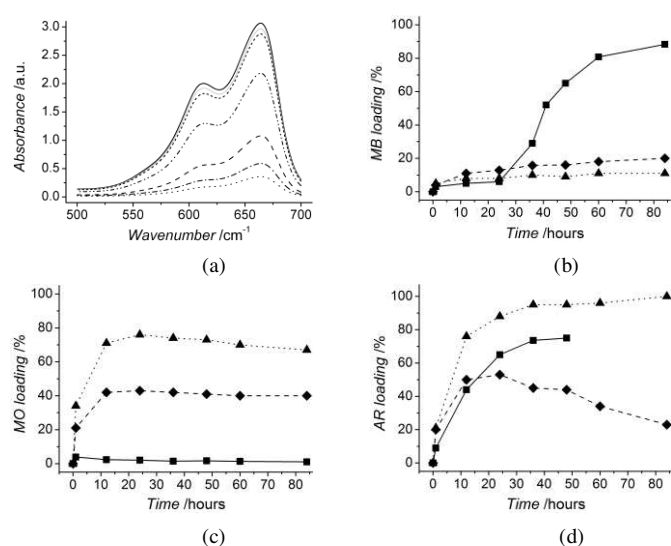 3.0
2.5
2.0
1.5
1.0
0.5
0.0
Absorbance /a.u.
500 550 600 650 700
Wavenumber /cm⁻¹
(a)
100
80
60
40
20
0
MB loading /%
0 10 20 30 40 50 60 70 80
Time /hours
(b)
100
80
60
40
20
0
MO loading /%
0 10 20 30 40 50 60 70 80
Time /hours
(c)
100
80
60
40
20
0
AR loading /%
0 10 20 30 40 50 60 70 80
Time /hours
(d)